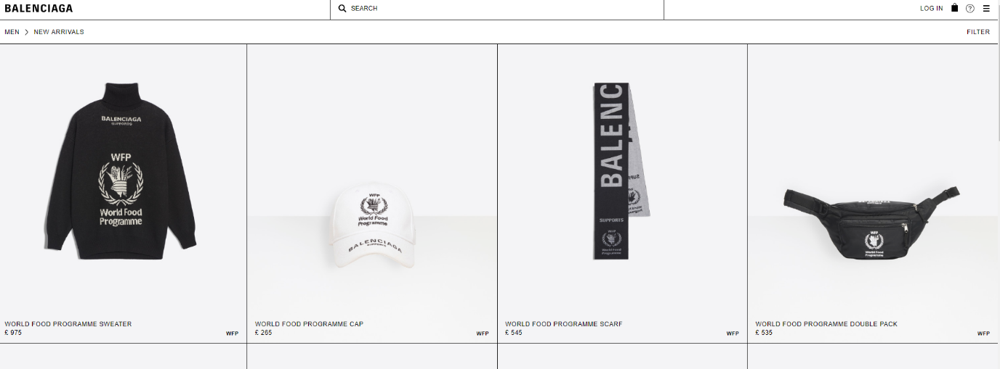 BALENCIAGA
SEARCH
LOG IN
?
MEN > NEW ARRIVALS
FILTER
BALENCIAGA
SUPPORTS
WFP
World Food
Programme
WORLD FOOD PROGRAMME SWEATER
£ 975
WFP
WFP
World Food
Programme
BALENCIAGA
SUPPORTS
WORLD FOOD PROGRAMME CAP
£ 265
WFP
BALENC
SUPPORTS
WFP
World Food
Programme
SUPP
WORLD FOOD PROGRAMME SCARF
£ 545
WFP
WFP
World Food
Programme
WORLD FOOD PROGRAMME DOUBLE PACK
£ 535
WFP